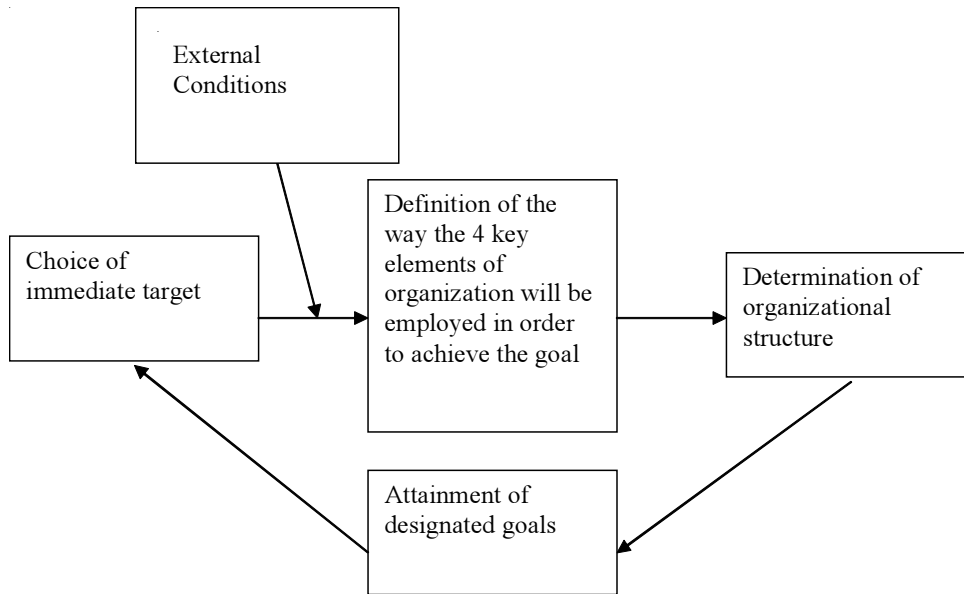 External
Conditions
Choice of
immediate target
Definition of the
way the 4 key
elements of
organization will be
employed in order
to achieve the goal
Determination of
organizational
structure
Attainment of
designated goals